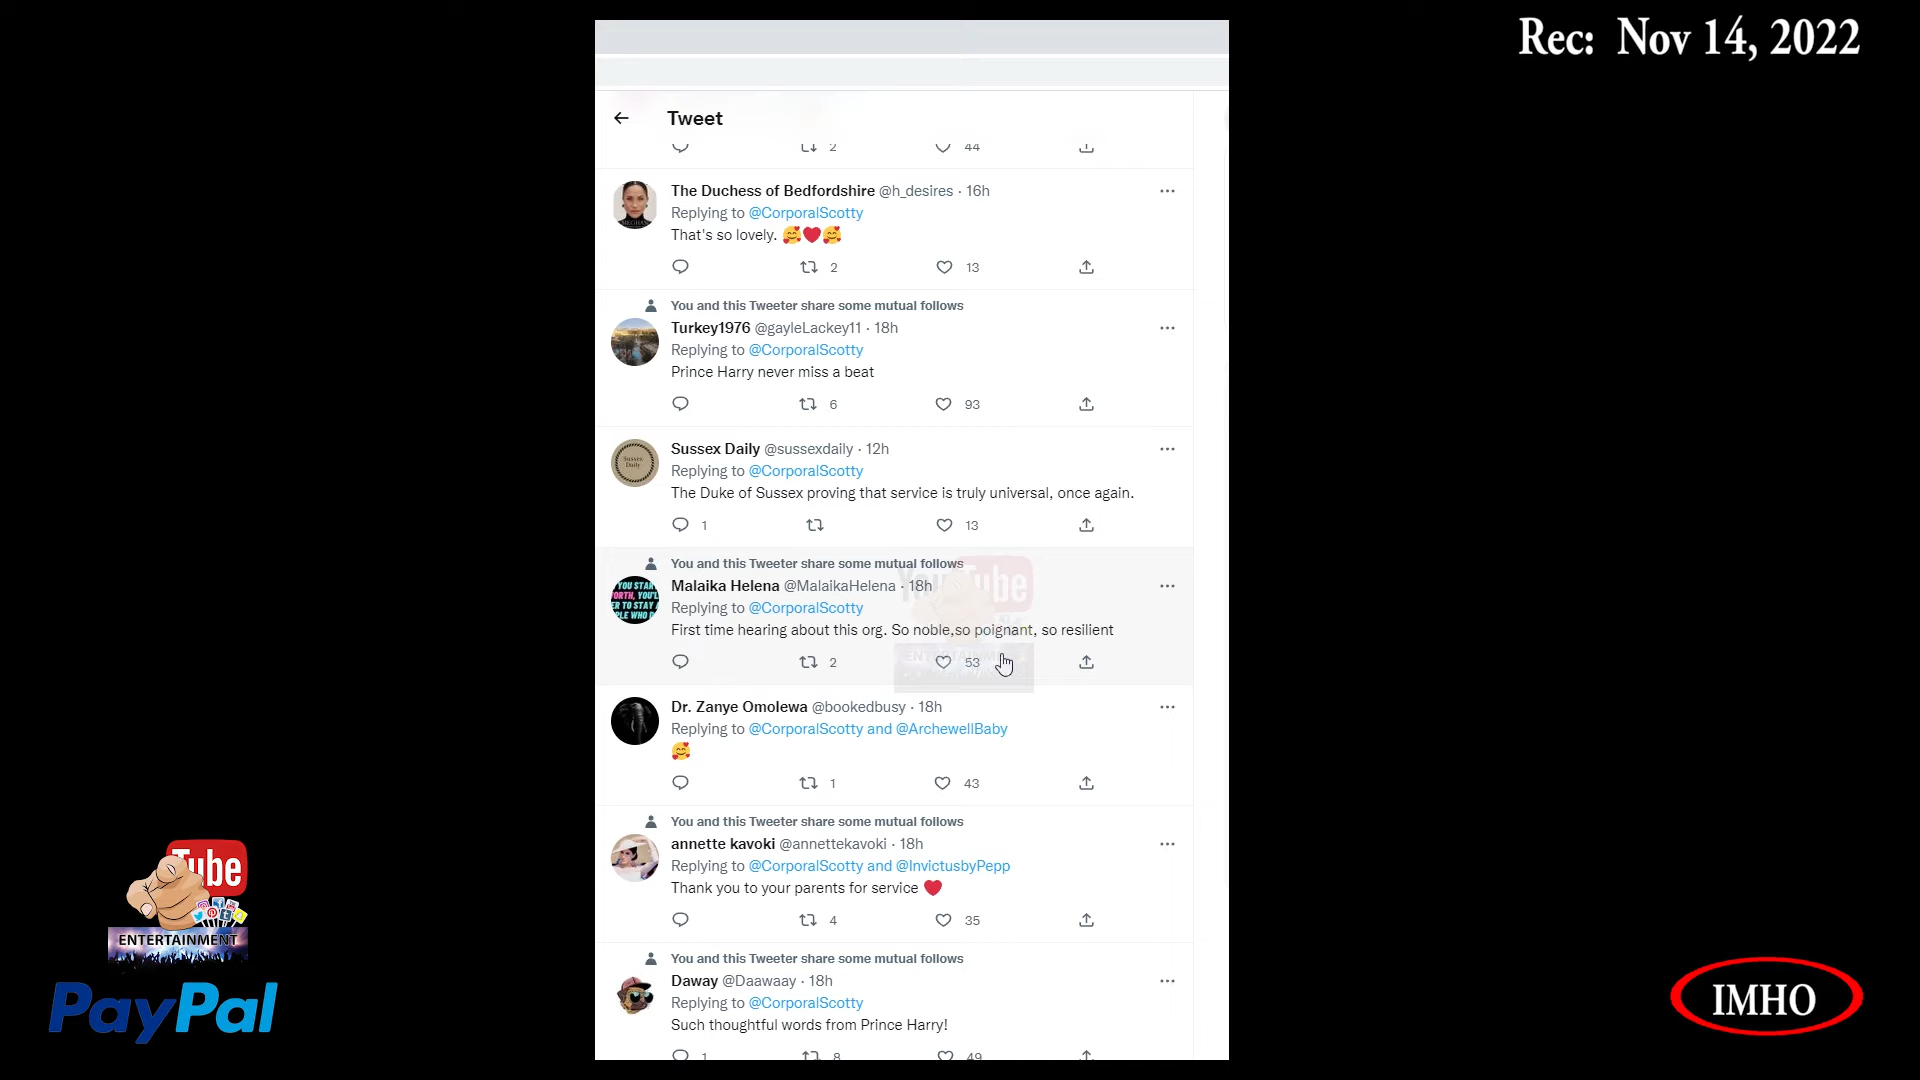 Rec: Nov 14, 2022
Tweet
2 44
The Duchess of Bedfordshire @h_desires · 16h
Replying to @CorporalScotty
That's so lovely. 🥰❤️🥰
2 13
You and this Tweeter share some mutual follows
Turkey1976 @gayleLackey11 · 18h
Replying to @CorporalScotty
Prince Harry never miss a beat
6 93
Sussex Daily @sussexdaily · 12h
Replying to @CorporalScotty
The Duke of Sussex proving that service is truly universal, once again.
1 13
You and this Tweeter share some mutual follows
Malaika Helena @MalaikaHelena · 18h
Replying to @CorporalScotty
First time hearing about this org. So noble,so poignant, so resilient
2 53
Dr. Zanye Omolewa @bookedbusy · 18h
Replying to @CorporalScotty and @ArchewellBaby
🥰
1 43
You and this Tweeter share some mutual follows
annette kavoki @annettekavoki · 18h
Replying to @CorporalScotty and @InvictusbyPepp
Thank you to your parents for service ❤️
4 35
You and this Tweeter share some mutual follows
Daway @Daawaay · 18h
Replying to @CorporalScotty
Such thoughtful words from Prince Harry!
1 8 49
Tube
ENTERTAINMENT
PayPal
IMHO